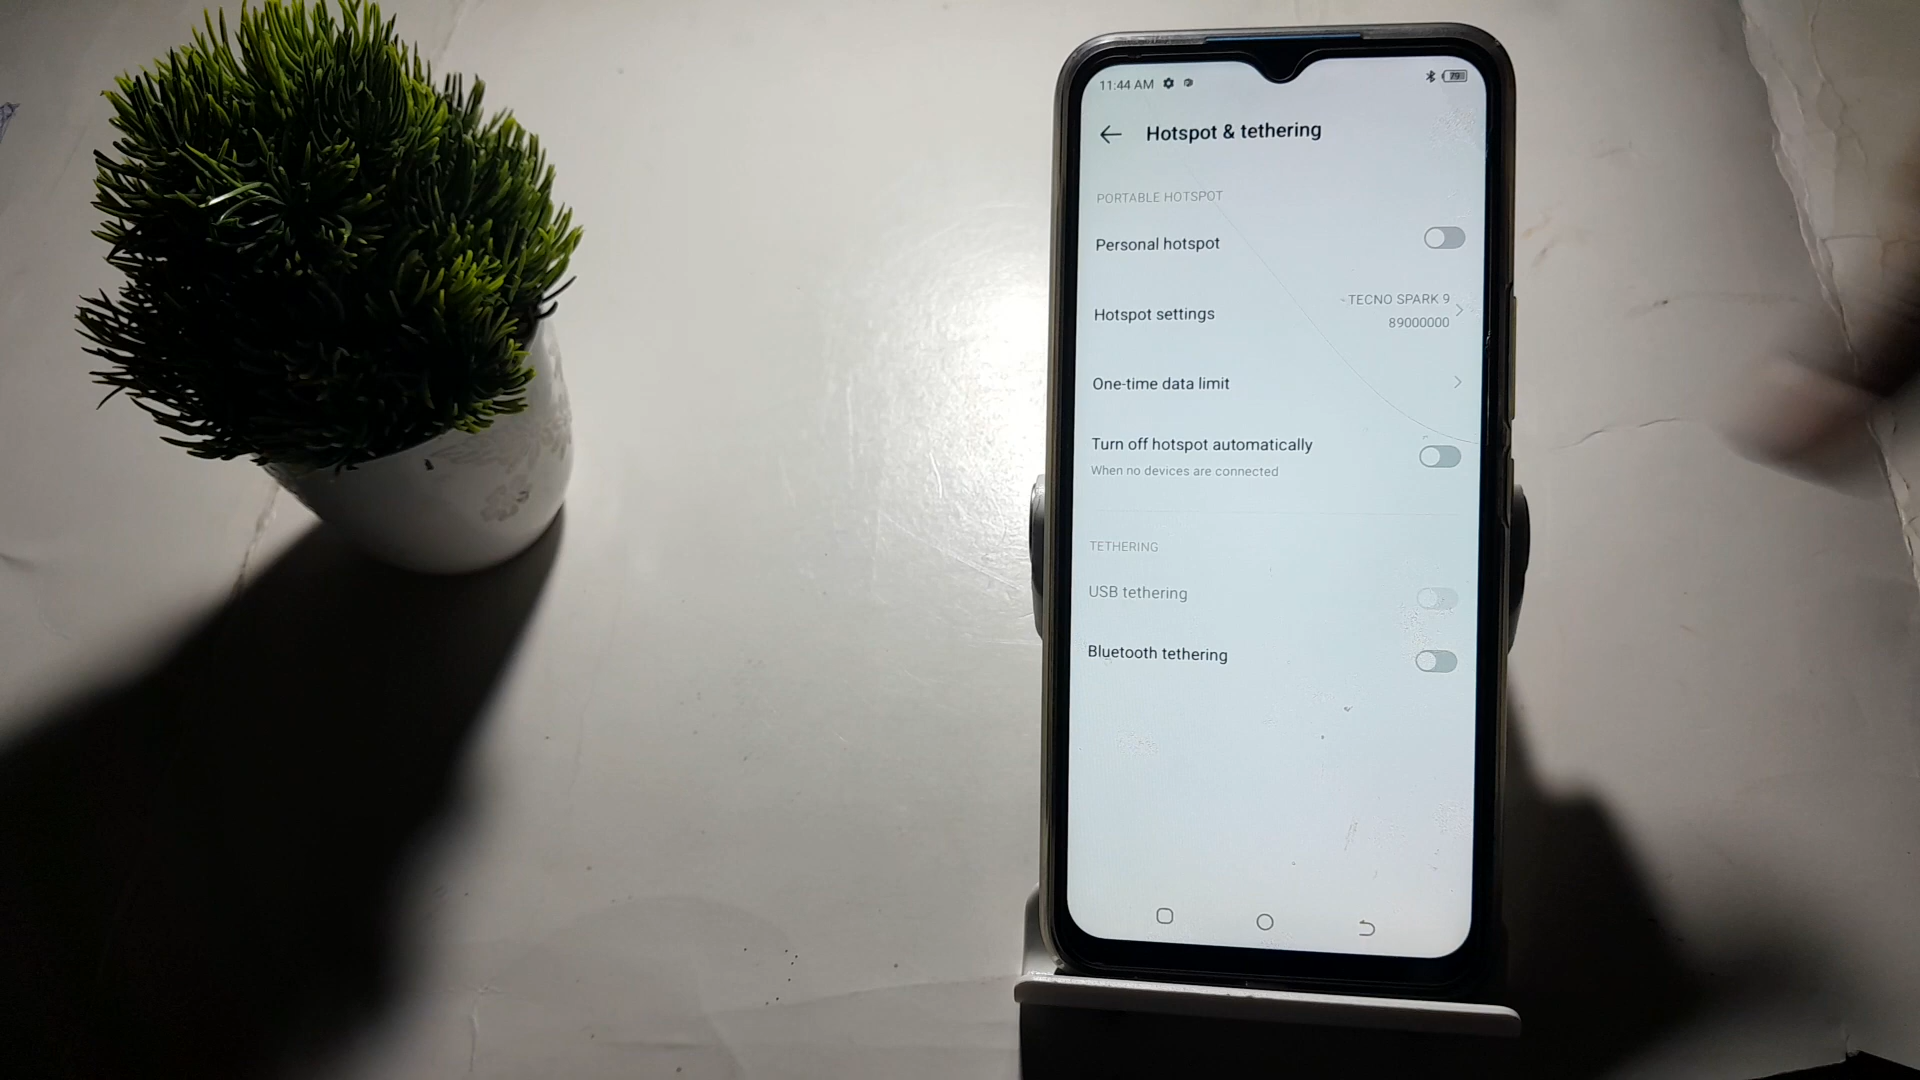 11:44 AM
79
Hotspot & tethering
PORTABLE HOTSPOT
Personal hotspot
Hotspot settings
TECNO SPARK 9
89000000
One-time data limit
Turn off hotspot automatically
When no devices are connected
TETHERING
USB tethering
Bluetooth tethering